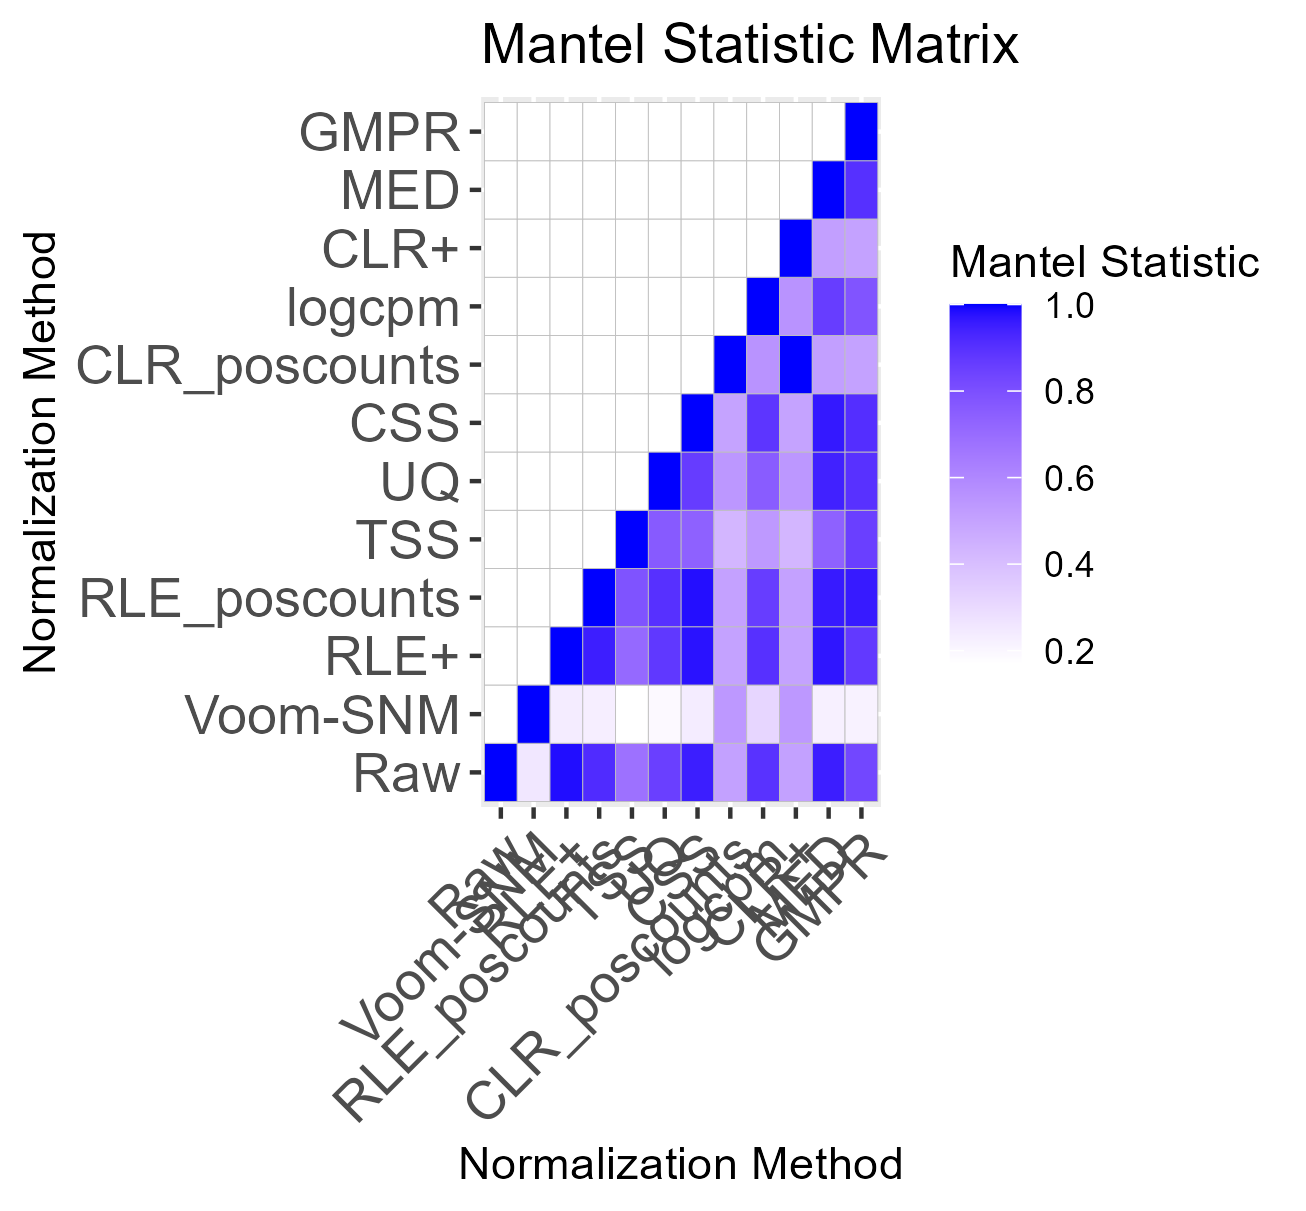 Mantel Statistic Matrix
Normalization Method
GMPR
MED
CLR+
logcpm
CLR_poscounts
CSS
UQ
TSS
RLE_poscounts
RLE+
Voom-SNM
Raw
Mantel Statistic
1.0
0.8
0.6
0.4
0.2
Raw
Voom-SNM
RLE+
RLE_poscounts
TSS
UQ
CSS
CLR_poscounts
logcpm
CLR+
MED
GMPR
Normalization Method